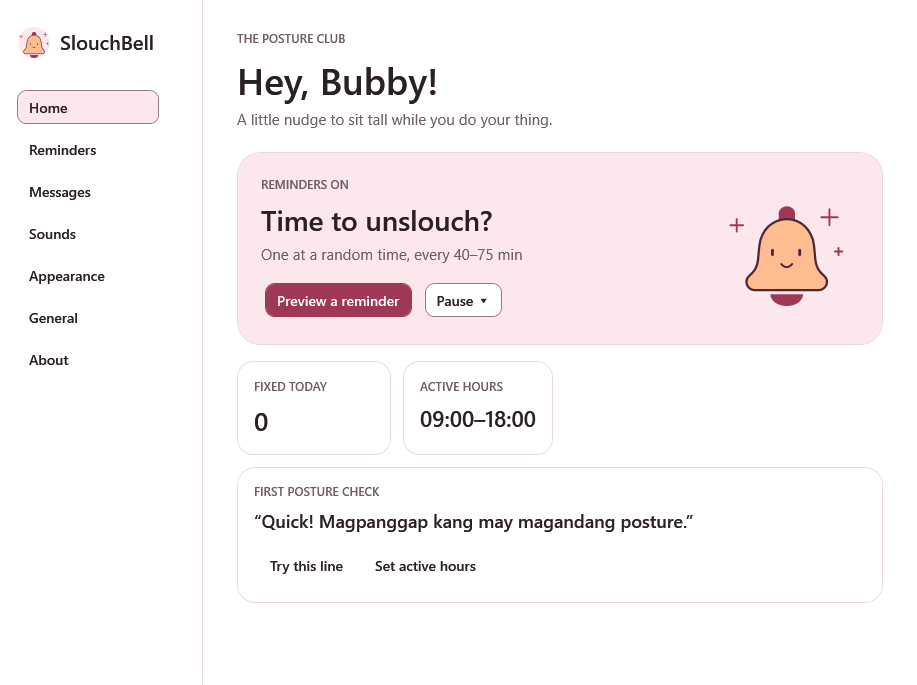 SlouchBell
Home
Reminders
Messages
Sounds
Appearance
General
About
THE POSTURE CLUB
Hey, Bubby!
A little nudge to sit tall while you do your thing.
REMINDERS ON
Time to unslouch?
One at a random time, every 40–75 min
Preview a reminder
Pause
FIXED TODAY
0
ACTIVE HOURS
09:00–18:00
FIRST POSTURE CHECK
“Quick! Magpanggap kang may magandang posture.”
Try this line
Set active hours